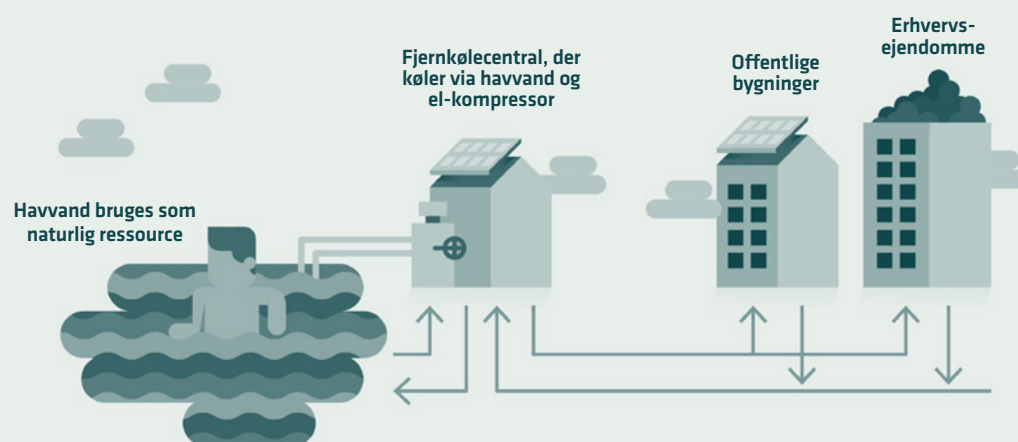 Havvand bruges som
naturlig ressource
Fjernkølecentral, der
køler via havvand og
el-kompressor
Offentlige
bygninger
Erhvervs-
ejendomme